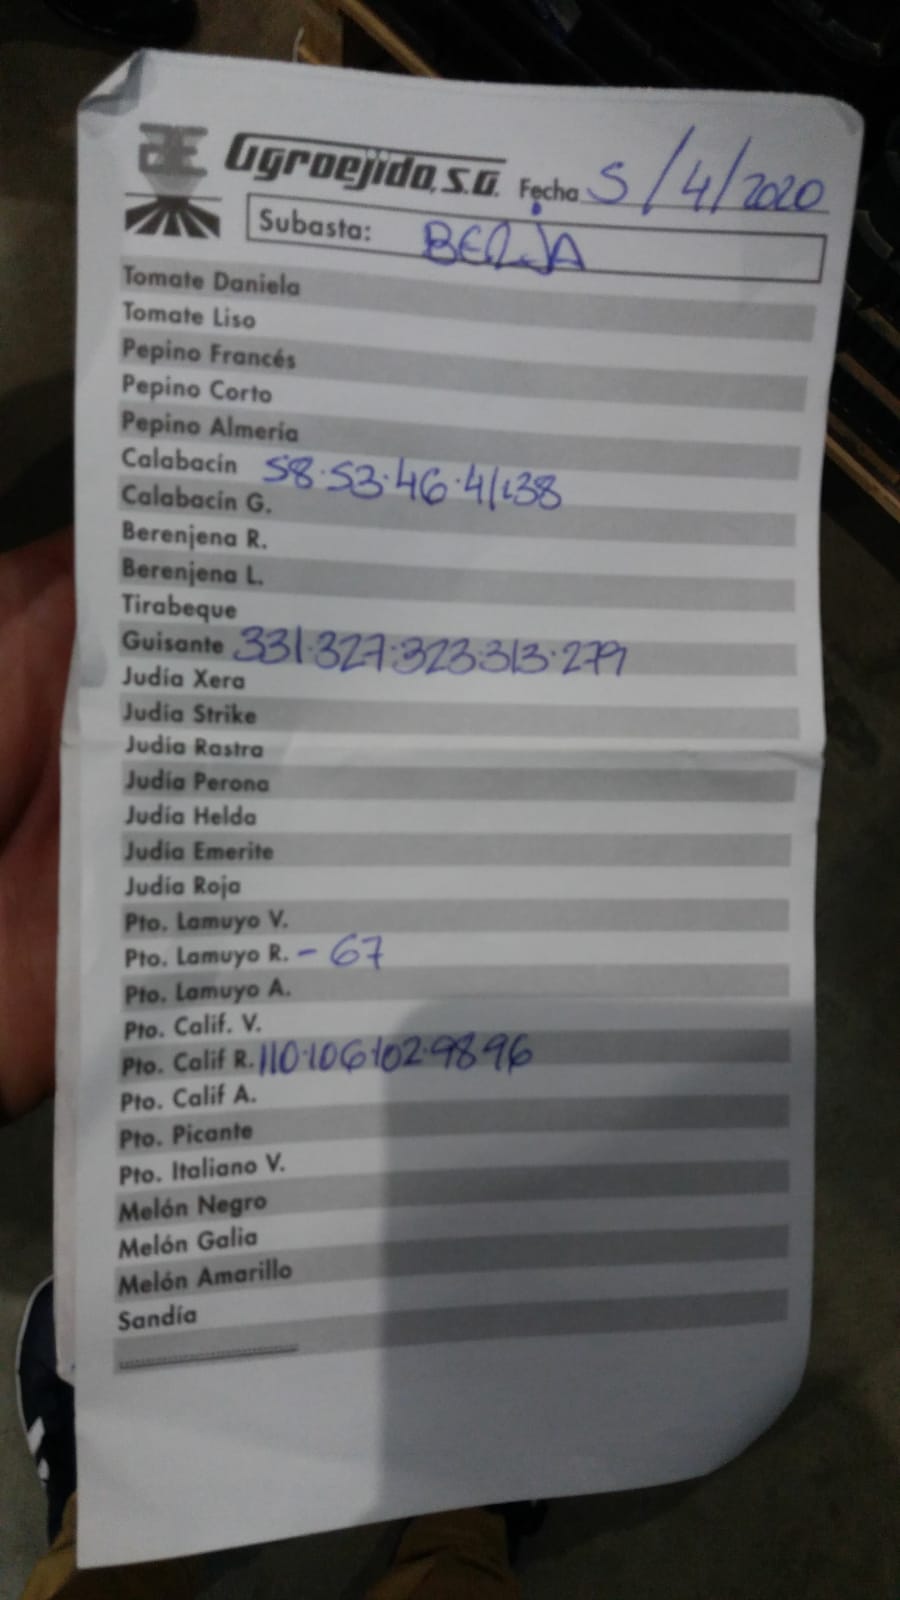 AE Agroejido, S.A. Fecha 5/4/2020
Subasta: BERJA
Tomate Daniela
Tomate Liso
Pepino Francés
Pepino Corto
Pepino Almería
Calabacín 58·53·46·41·38
Calabacín G.
Berenjena R.
Berenjena L.
Tirabeque
Guisante 331·327·323·313·279
Judía Xera
Judía Strike
Judía Rastra
Judía Perona
Judía Helda
Judía Emerite
Judía Roja
Pto. Lamuyo V.
Pto. Lamuyo R. - 67
Pto. Lamuyo A.
Pto. Calif. V.
Pto. Calif R. 110·106·102·98 96
Pto. Calif A.
Pto. Picante
Pto. Italiano V.
Melón Negro
Melón Galia
Melón Amarillo
Sandía